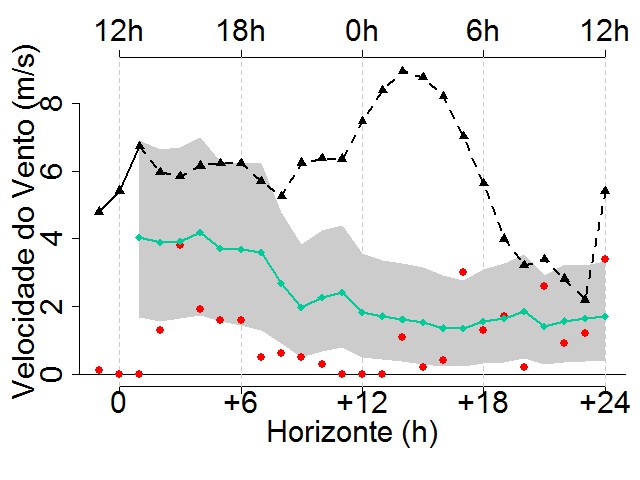 12h 18h 0h 6h 12h
Velocidade do Vento (m/s)
8
6
4
2
0
0 +6 +12 +18 +24
Horizonte (h)